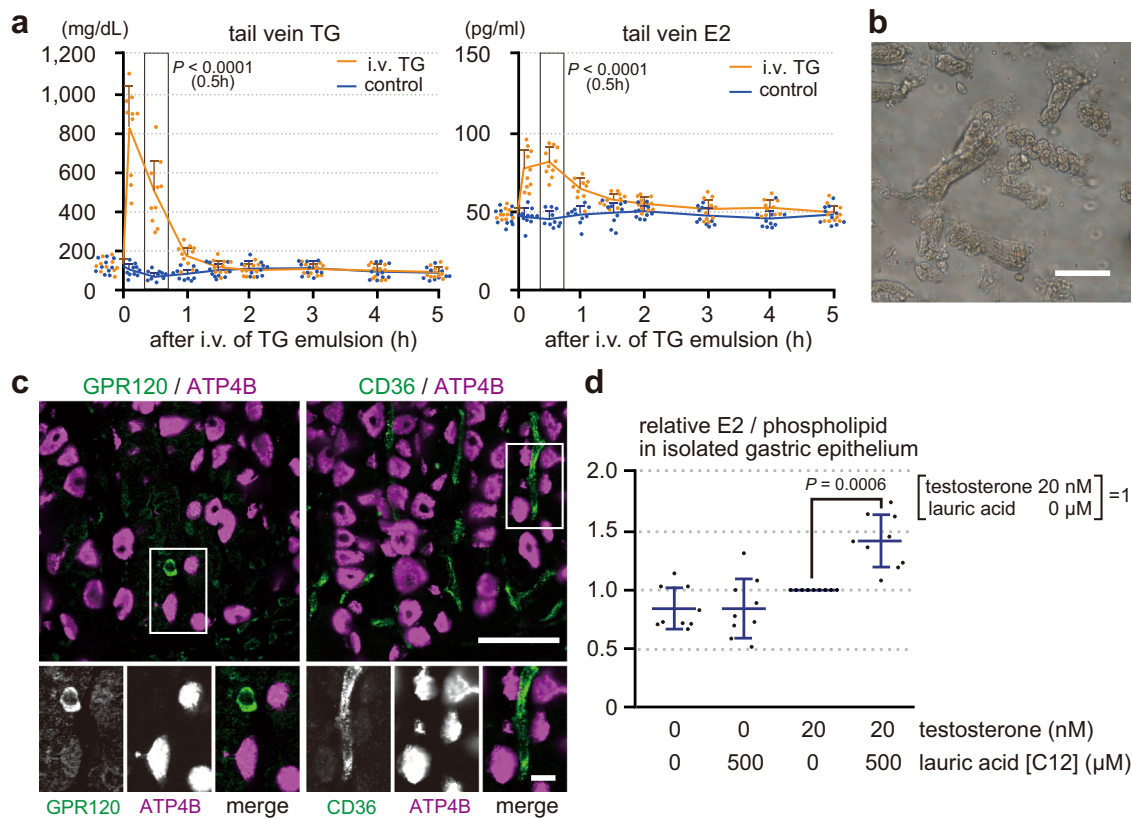 a
(mg/dL)
tail vein TG
1,200
1,000
800
600
400
200
0
P < 0.0001
(0.5h)
i.v. TG
control
0 1 2 3 4 5
after i.v. of TG emulsion (h)
(pg/ml)
tail vein E2
150
100
50
0
P < 0.0001
(0.5h)
i.v. TG
control
0 1 2 3 4 5
after i.v. of TG emulsion (h)
b
c
GPR120 / ATP4B
CD36 / ATP4B
GPR120 ATP4B merge
CD36 ATP4B merge
d
relative E2 / phospholipid
in isolated gastric epithelium
2.0
1.5
1.0
0.5
0
P = 0.0006
testosterone 20 nM
lauric acid 0 µM
=1
0 0 20 20 testosterone (nM)
0 500 0 500 lauric acid [C12] (µM)